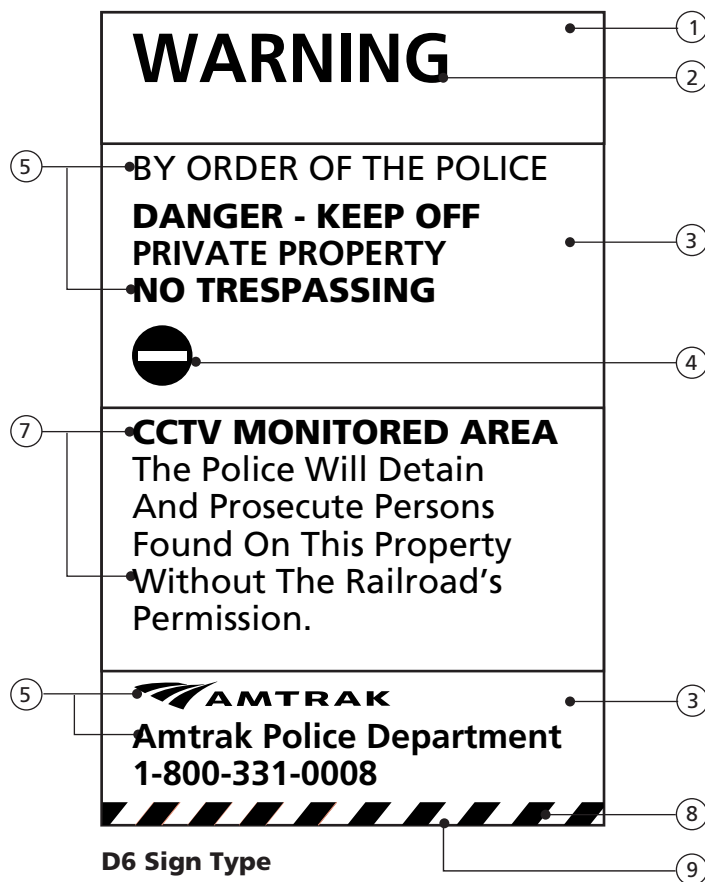 1
WARNING
2
5
BY ORDER OF THE POLICE
DANGER - KEEP OFF
PRIVATE PROPERTY
3
NO TRESPASSING
4
7
CCTV MONITORED AREA
The Police Will Detain
And Prosecute Persons
Found On This Property
Without The Railroad’s
Permission.
5
AMTRAK
3
Amtrak Police Department
1-800-331-0008
8
D6 Sign Type
9